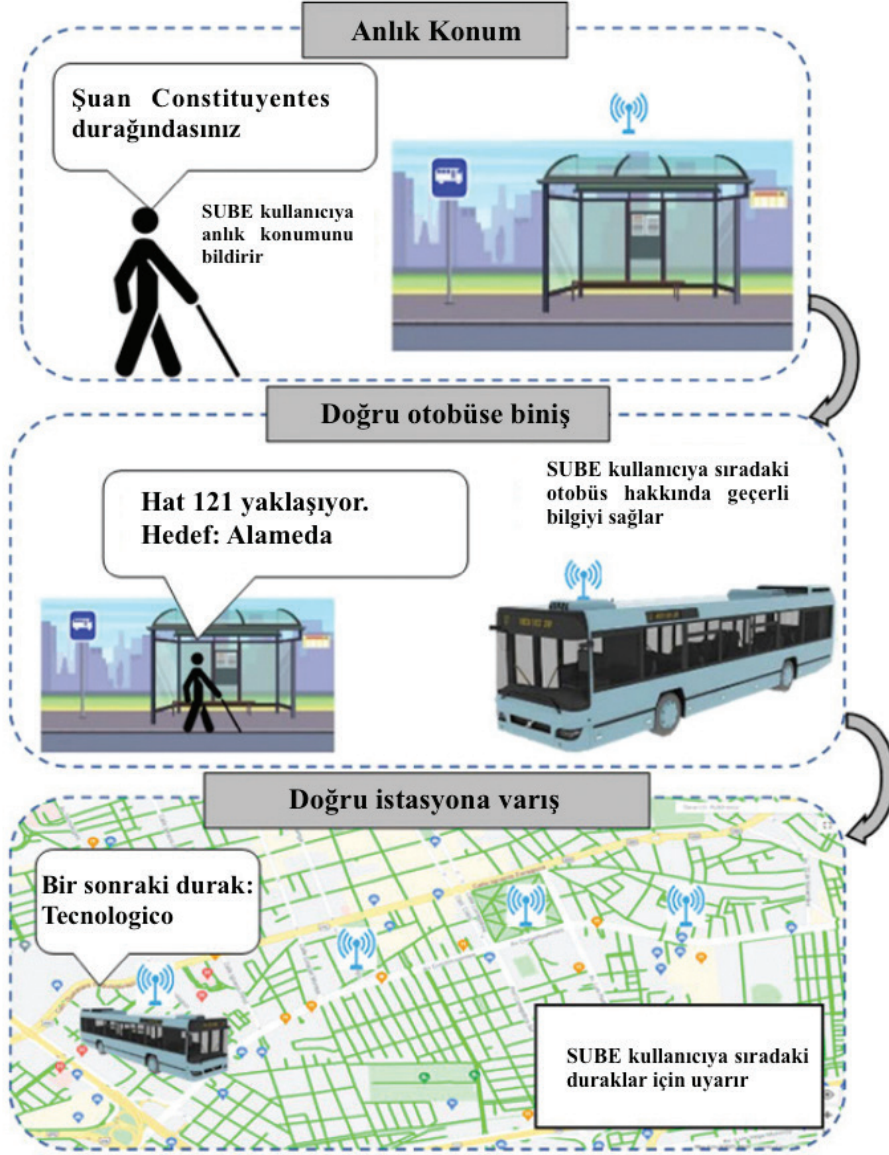 Anlık Konum
Şuan Constituyentes
durağındasınız
SUBE kullanıcıya
anlık konumunu
bildirir
Doğru otobüse biniş
SUBE kullanıcıya sıradaki
otobüs hakkında geçerli
bilgiyi sağlar
Hat 121 yaklaşıyor.
Hedef: Alameda
Doğru istasyona varış
Bir sonraki durak:
Tecnologico
SUBE kullanıcıya sıradaki
duraklar için uyarır